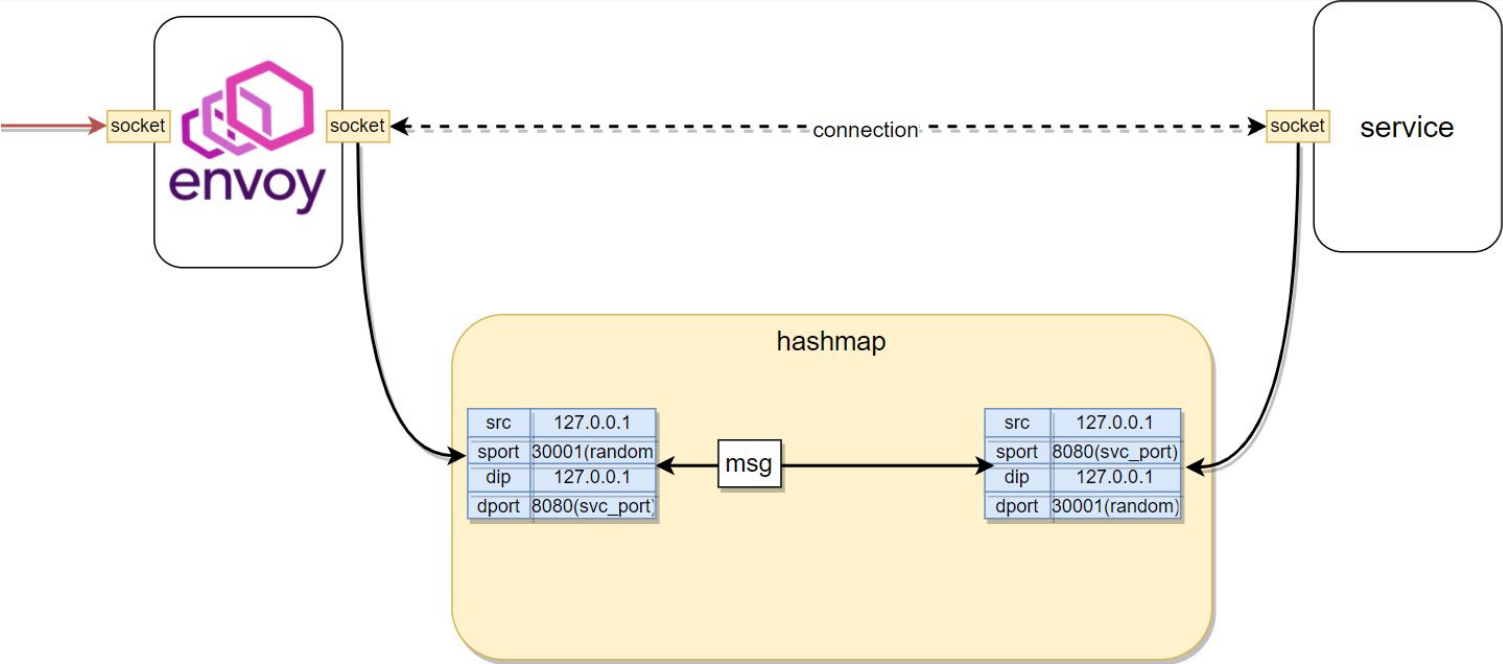 socket
envoy
socket
connection
socket
service
hashmap
src 127.0.0.1
sport 30001(random
dip 127.0.0.1
dport 8080(svc_port)
msg
src 127.0.0.1
sport 8080(svc_port)
dip 127.0.0.1
dport 30001(random)